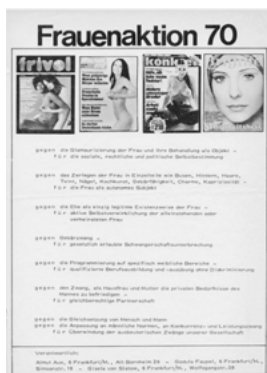 Frauenaktion 70
frivol
konkret
gegen die Glamourisierung der Frau und ihre Behandlung als Objekt -
für die soziale, rechtliche und politische Selbstbestimmung
gegen das Zerlegen der Frau in Einzelteile wie Busen, Hintern, Haare,
Teint, Nägel, Kochkunst, Charme,
für die Frau als autonomes Subjekt
gegen die Ehe als einzig legitime Existenzweise der Frau -
für aktive Selbstverwirklichung der alleinstehenden oder
verheirateten Frau
gegen Gebärzwang -
für gesetzlich erlaubte Schwangerschaftsunterbrechung
gegen die Programmierung auf spezifisch weibliche Bereiche -
für qualifizierte Berufsausbildung und -ausübung ohne Diskriminierung
gegen den Zwang, als Hausfrau und Mutter die privaten Bedürfnisse des
Mannes zu befriedigen -
für gleichberechtigte Partnerschaft
gegen die Gleichsetzung von Mensch und Mann
gegen die Anpassung an männliche Normen, an Konkurrenz- und Leistungszwang
für Überwindung der autoritären Zwänge unserer Gesellschaft
Verantwortlich:
6 Frankfurt/M.,
6 Frankfurt/M.,